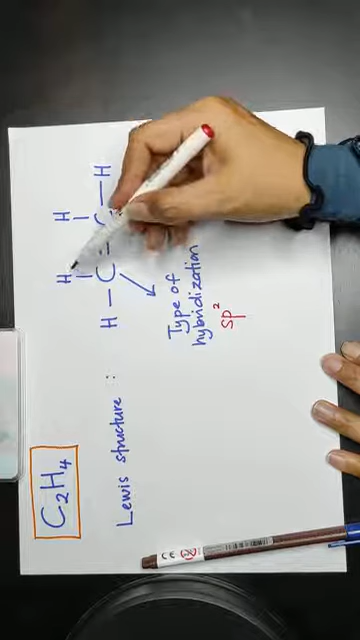 C2H4
Lewis structure :
H H
H - C = C - H
Type of
hybridization
sp²